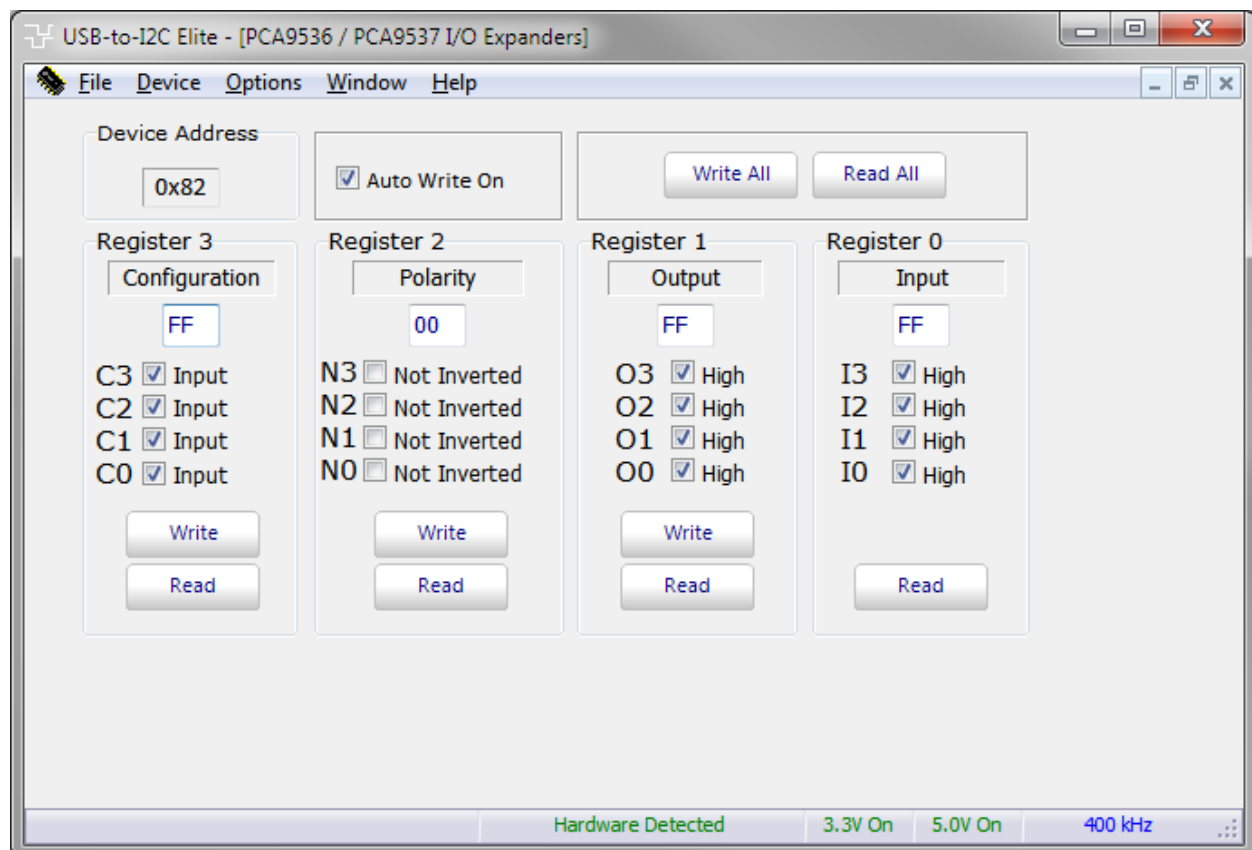 USB-to-I2C Elite - [PCA9536 / PCA9537 I/O Expanders]
File Device Options Window Help
Device Address
0x82
Auto Write On
Write All Read All
Register 3 Register 2 Register 1 Register 0
Configuration Polarity Output Input
FF 00 FF FF
C3 Input N3 Not Inverted O3 High I3 High
C2 Input N2 Not Inverted O2 High I2 High
C1 Input N1 Not Inverted O1 High I1 High
C0 Input N0 Not Inverted O0 High I0 High
Write Write Write
Read Read Read Read
Hardware Detected 3.3V On 5.0V On 400 kHz